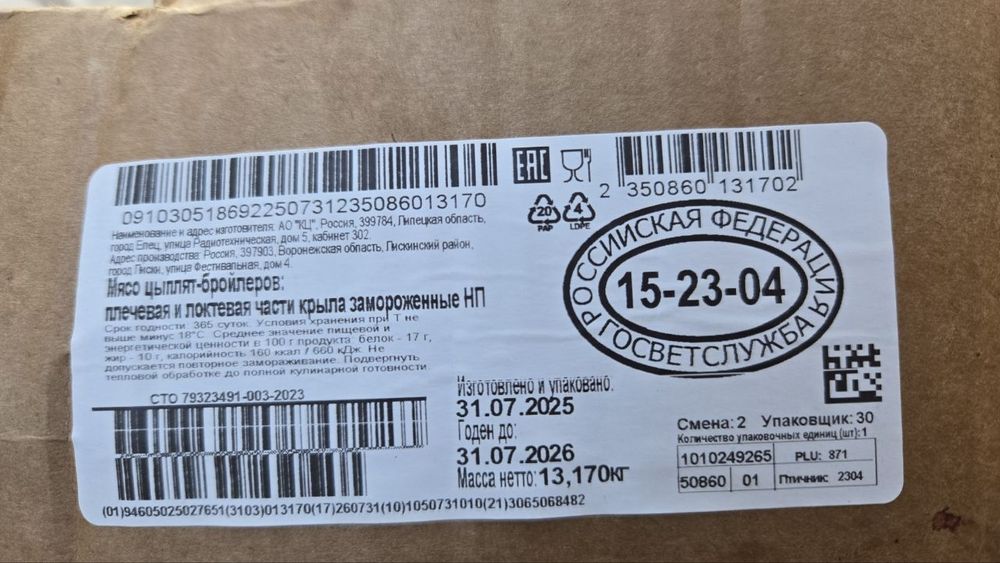 09103051869225073123508601 3170
Наименование и адрес изготовителя: АО "КЦ", Россия, 399784, Липецкая область,
город Елец, улица Радиотехническая, дом 5, кабинет 302.
Адрес производства: Россия, 397903, Воронежская область, Лискинский район,
город Лиски, улица Фестивальная, дом 4.
Мясо цыплят-бройлеров:
плечевая и локтевая части крыла замороженные НП
Срок годности 365 суток. Условия хранения при Т не
выше минус 18°С. Среднее значение пищевой и
энергетической ценности в 100 г продукта: белок - 17 г,
жир - 10 г, калорийность 160 ккал / 660 кДж. Не
допускается повторное замораживание. Подвергнуть
тепловой обработке до полной кулинарной готовности
СТО 79323491-003-2023
(01)94605025027651(3103)013170(17)260731(10)1050731010(21)3065068482
Изготовлено и упаковано:
31.07.2025
Годен до:
31.07.2026
Масса нетто: 13,170кг
EAC
20
PAP
4
LDPE
2 350860 131702
РОССИЙСКАЯ ФЕДЕРАЦИЯ
15-23-04
ГОСВЕТСЛУЖБА
Смена: 2 Упаковщик: 30
Количество упаковочных единиц (шт): 1
1010249265 PLU: 871
50860 01 Птичник 2304